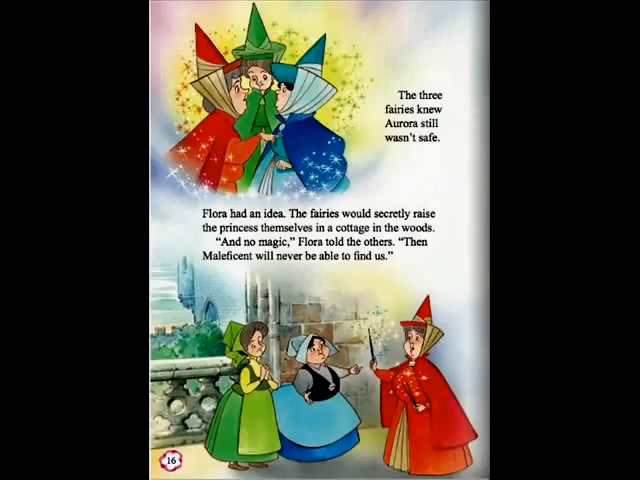 The three
fairies knew
Aurora still
wasn't safe.
Flora had an idea. The fairies would secretly raise
the princess themselves in a cottage in the woods.
“And no magic,” Flora told the others. “Then
Maleficent will never be able to find us.”
16